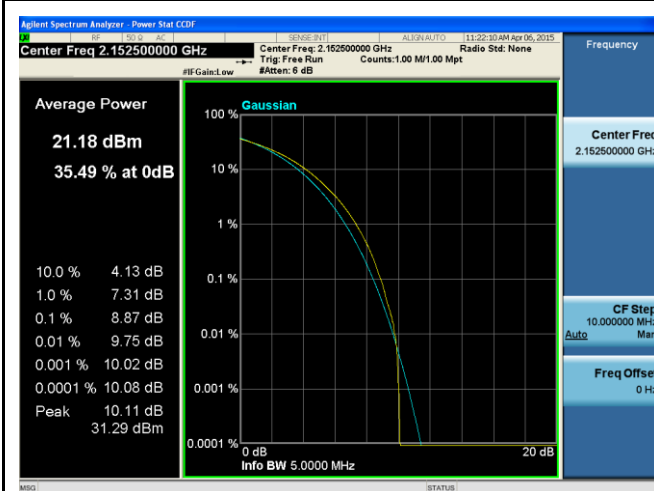 Agilent Spectrum Analyzer - Power Stat CCDF
RF 50 Ω AC SENSE:INT ALIGNAUTO 11:22:10 AM Apr 06, 2015
Center Freq 2.152500000 GHz Center Freq: 2.152500000 GHz Radio Std: None
Trig: Free Run Counts:1.00 M/1.00 Mpt
#IFGain:Low #Atten: 6 dB
Frequency
Average Power
21.18 dBm
35.49 % at 0dB
10.0 % 4.13 dB
1.0 % 7.31 dB
0.1 % 8.87 dB
0.01 % 9.75 dB
0.001 % 10.02 dB
0.0001 % 10.08 dB
Peak 10.11 dB
31.29 dBm
Gaussian
100 %
10 %
1 %
0.1 %
0.01 %
0.001 %
0.0001 %
0 dB 20 dB
Info BW 5.0000 MHz
Center Freq
2.152500000 GHz
CF Step
10.000000 MHz
Auto Man
Freq Offset
0 Hz
MSG STATUS